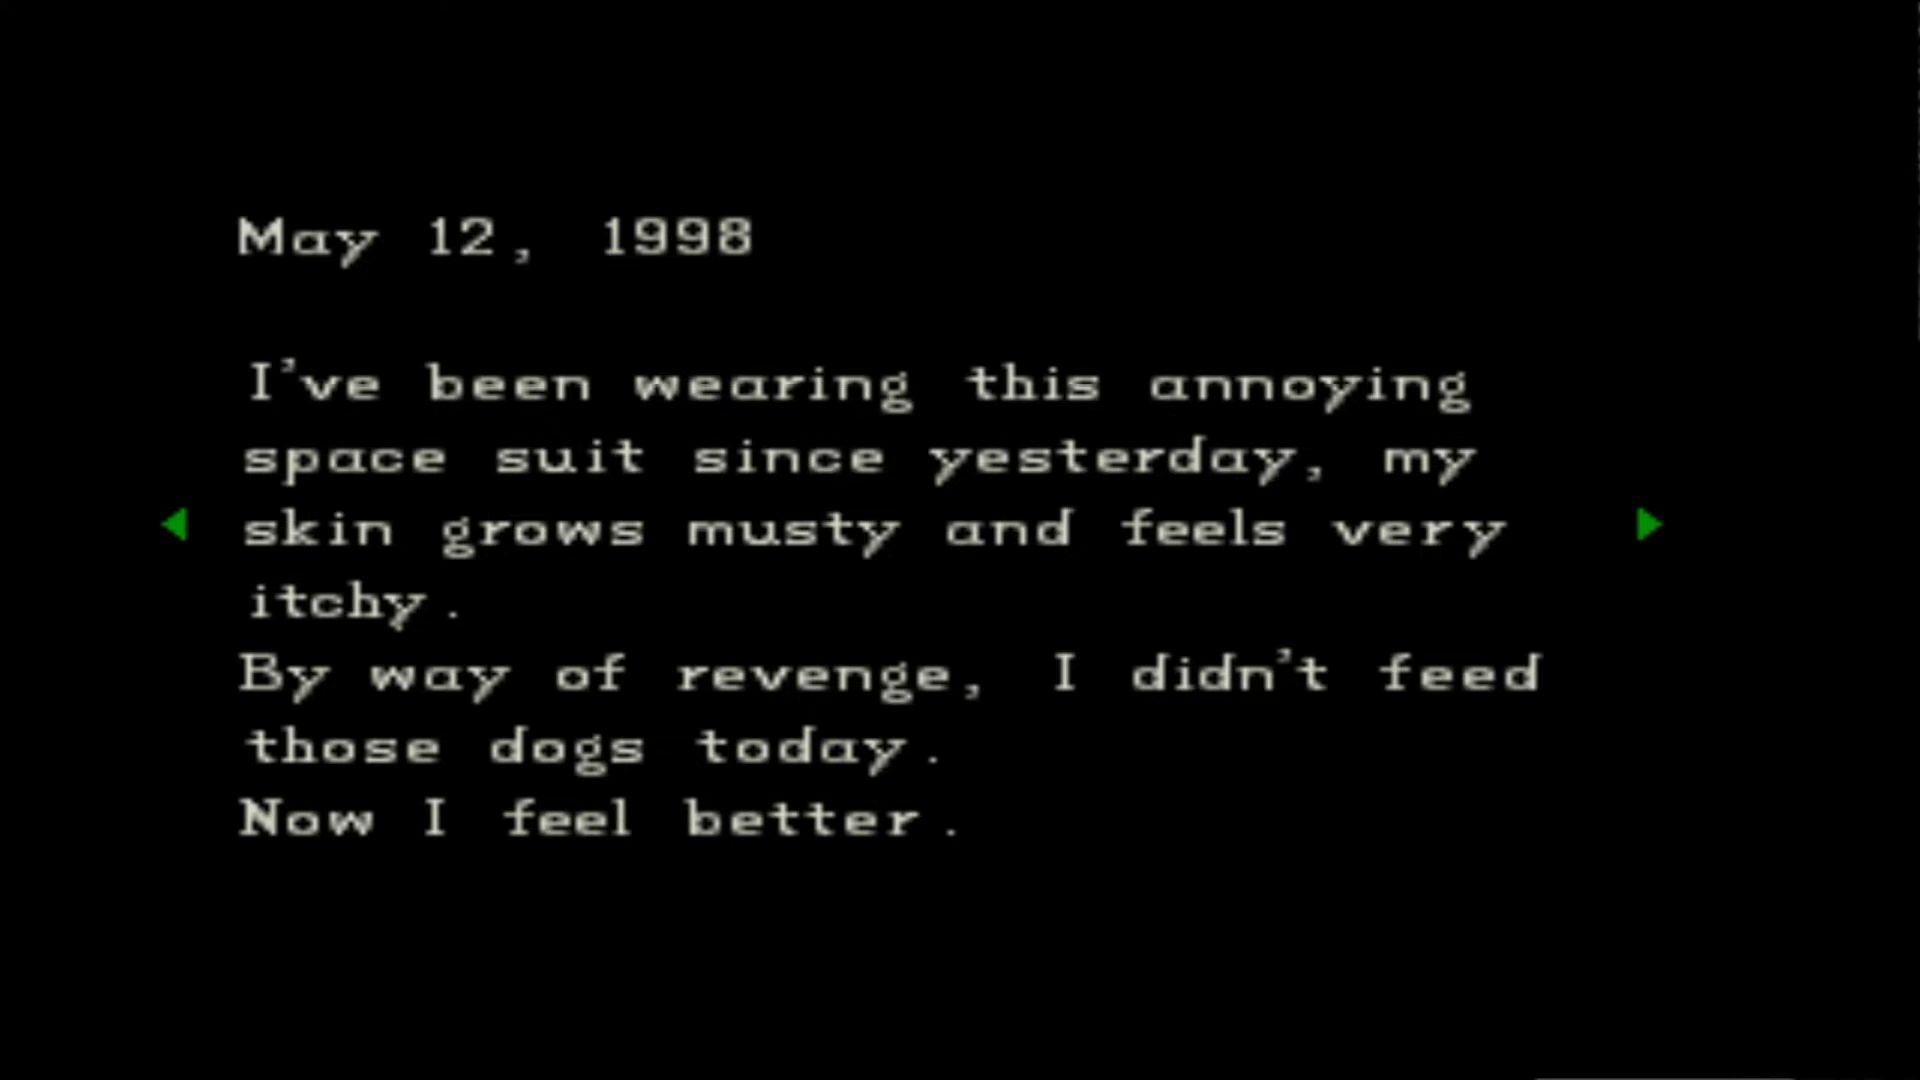 May 12, 1998
I've been wearing this annoying
space suit since yesterday, my
skin grows musty and feels very
itchy.
By way of revenge, I didn't feed
those dogs today.
Now I feel better.